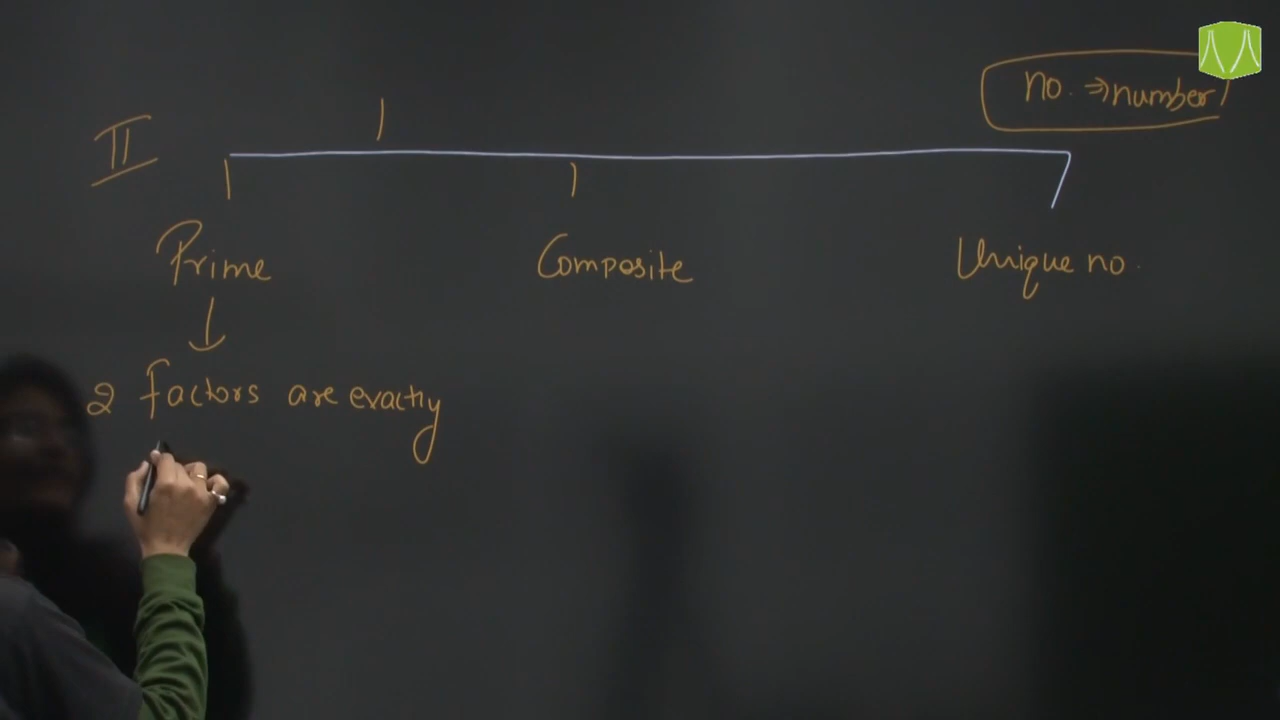 no. ⇒ number
II
Prime Composite Unique no.
↓
2 factors are exactly